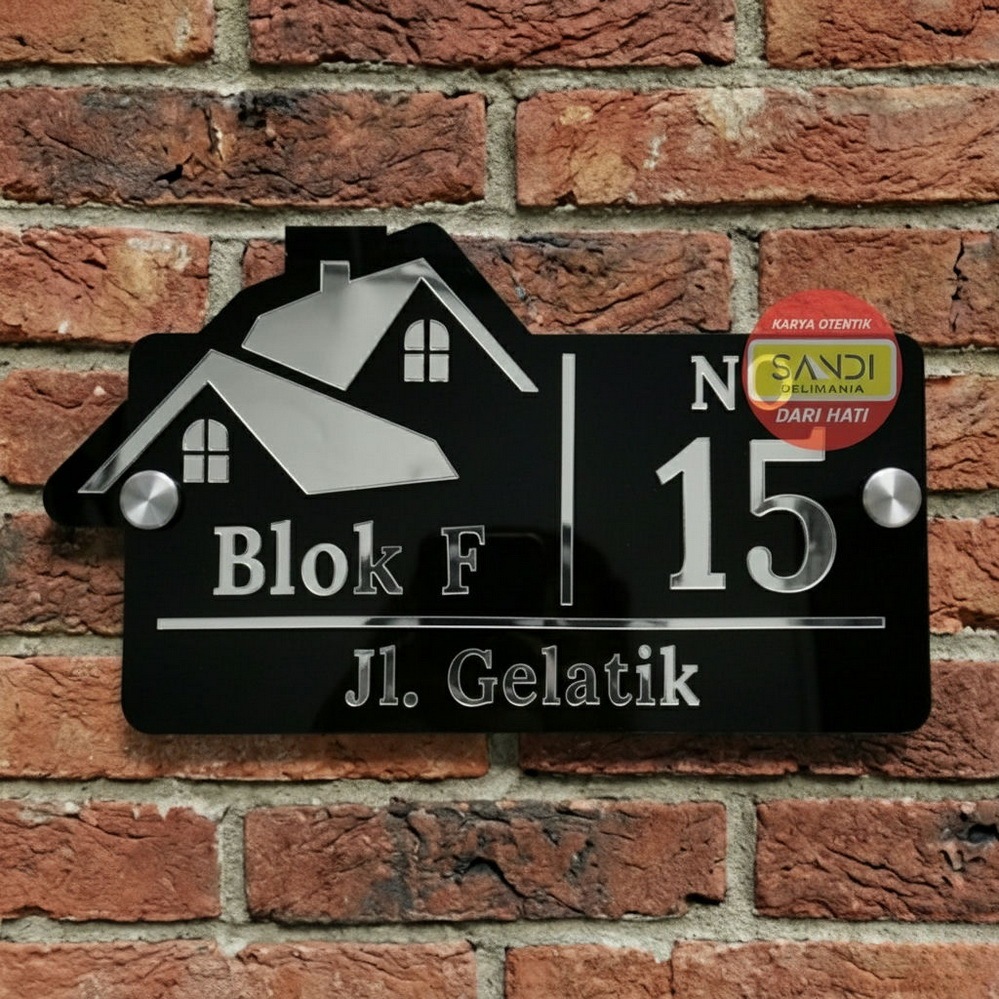 No
KARYA OTENTIK
SANDI
DELIMANIA
DARI HATI
15
Blok F
Jl. Gelatik